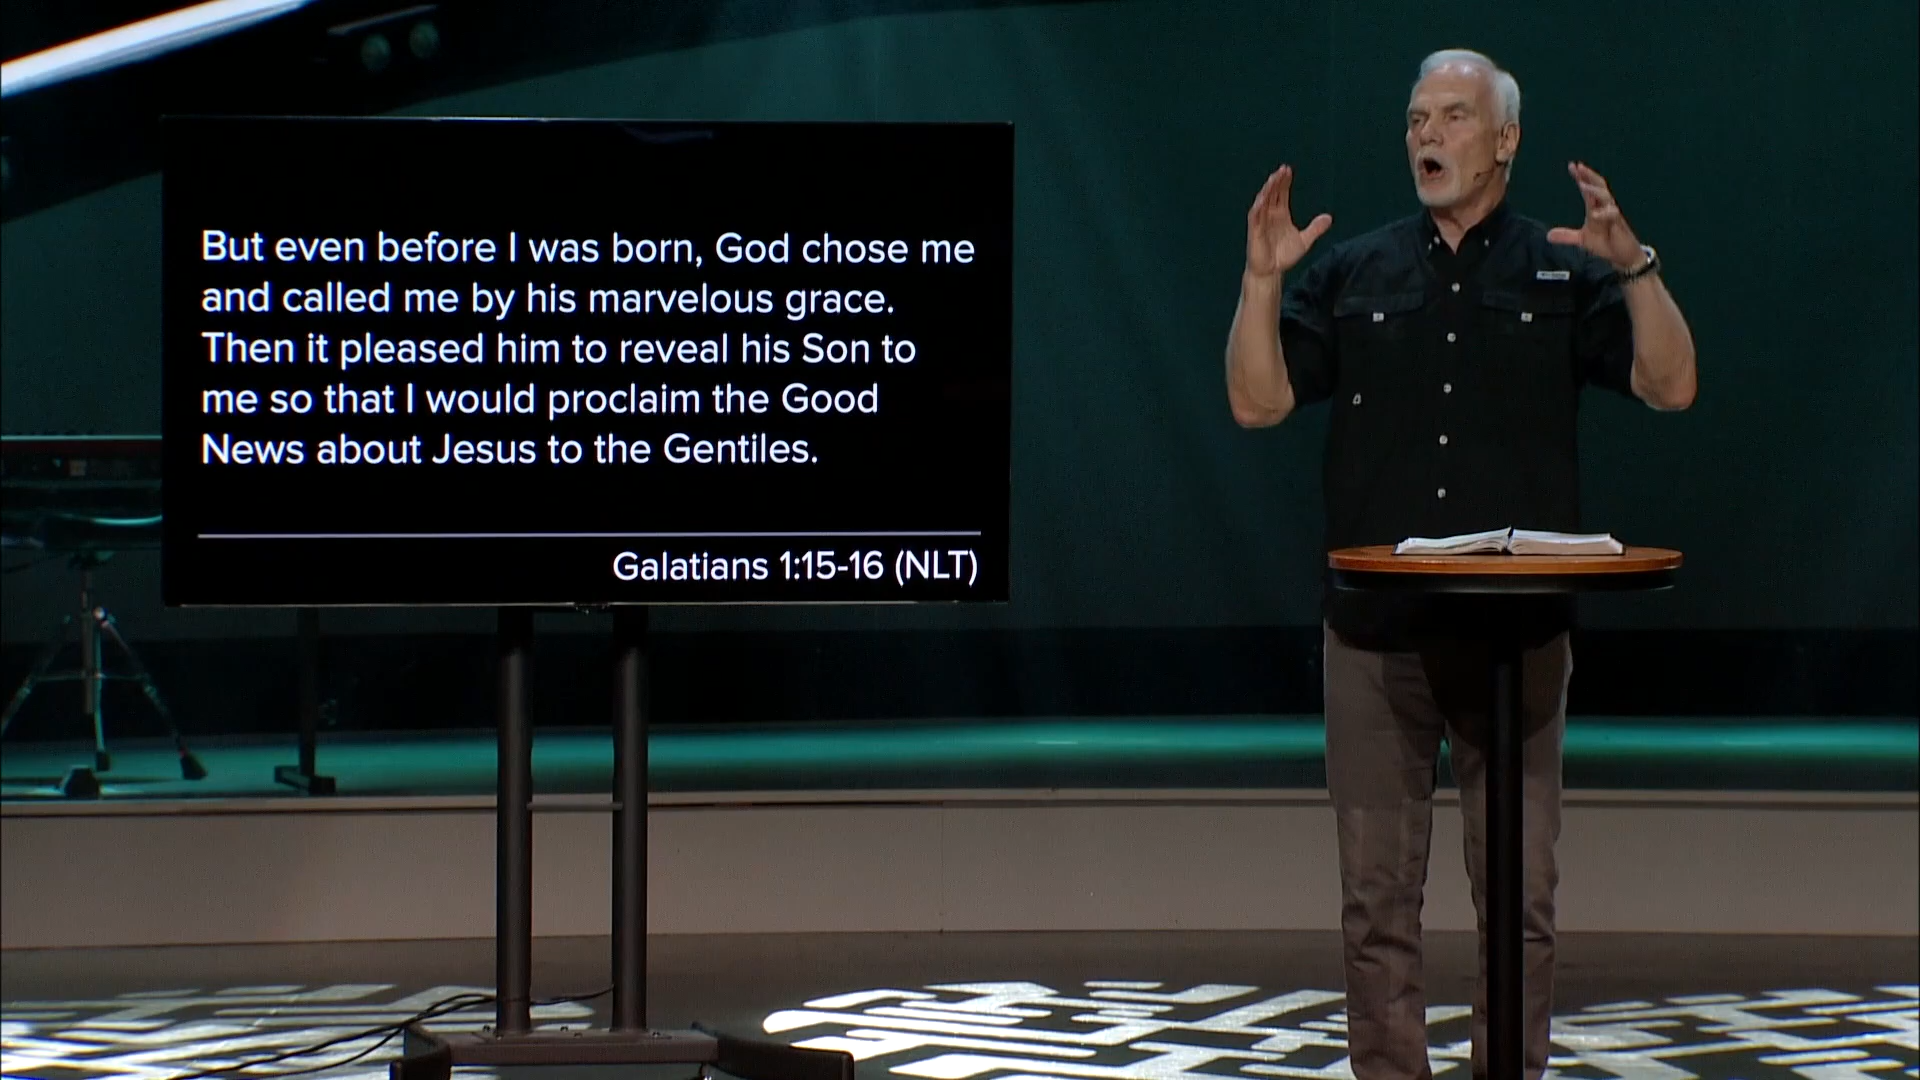 But even before I was born, God chose me
and called me by his marvelous grace.
Then it pleased him to reveal his Son to
me so that I would proclaim the Good
News about Jesus to the Gentiles.
Galatians 1:15-16 (NLT)